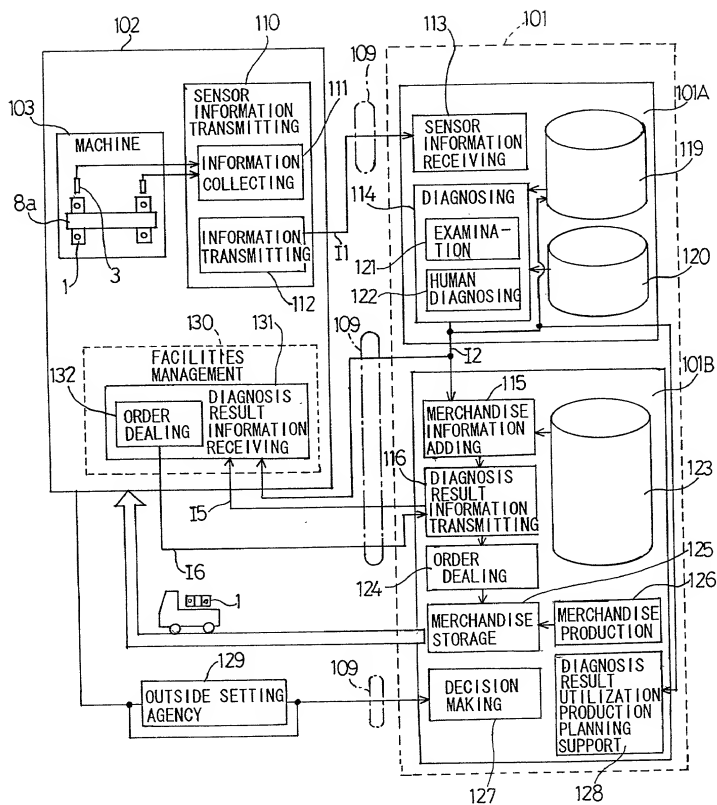 102
110
109
113
101
103
MACHINE
SENSOR
INFORMATION
TRANSMITTING
111
INFORMATION
COLLECTING
8a
1
3
INFORMATION
TRANSMITTING
112
I1
SENSOR
INFORMATION
RECEIVING
101A
119
114
DIAGNOSING
121
EXAMINA-
TION
122
HUMAN
DIAGNOSING
120
130
131
109
I2
FACILITIES
MANAGEMENT
132
ORDER
DEALING
DIAGNOSIS
RESULT
INFORMATION
RECEIVING
101B
115
MERCHANDISE
INFORMATION
ADDING
116
DIAGNOSIS
RESULT
INFORMATION
TRANSMITTING
123
I5
I6
124
ORDER
DEALING
125
126
1
MERCHANDISE
STORAGE
MERCHANDISE
PRODUCTION
129
OUTSIDE SETTING
AGENCY
109
DECISION
MAKING
127
DIAGNOSIS
RESULT
UTILIZATION
PRODUCTION
PLANNING
SUPPORT
128